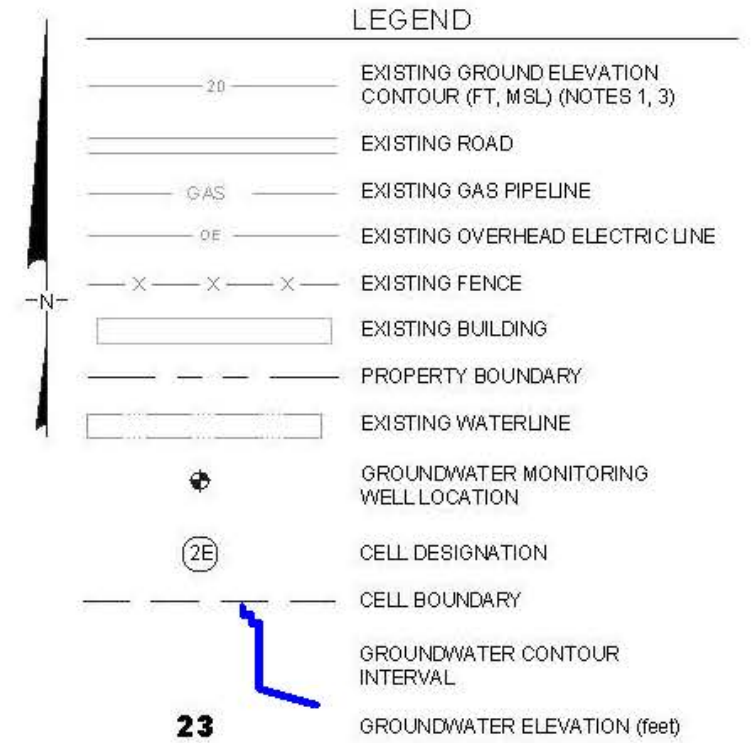 LEGEND
20
EXISTING GROUND ELEVATION
CONTOUR (FT, MSL) (NOTES 1, 3)
EXISTING ROAD
GAS
EXISTING GAS PIPELINE
OE
EXISTING OVERHEAD ELECTRIC LINE
X X X
EXISTING FENCE
-N-
EXISTING BUILDING
PROPERTY BOUNDARY
EXISTING WATERLINE
GROUNDWATER MONITORING
WELL LOCATION
2E
CELL DESIGNATION
CELL BOUNDARY
GROUNDWATER CONTOUR
INTERVAL
23
GROUNDWATER ELEVATION (feet)